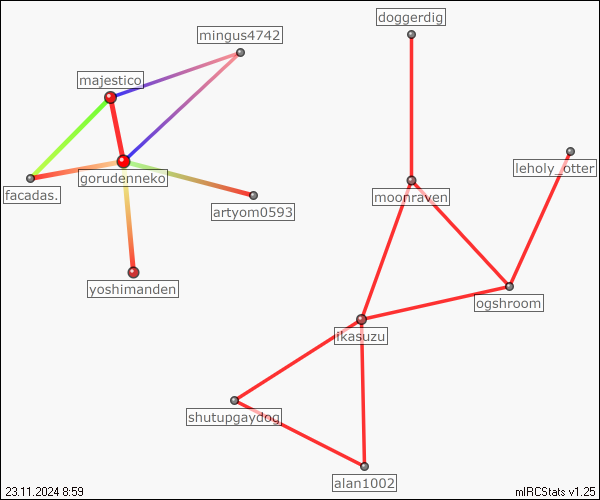 doggerdig
mingus4742
majestico
leholy_otter
gorudenneko
facadas.
moonraven
artyom0593
yoshimanden
ogshroom
ikasuzu
shutupgaydog
alan1002
23.11.2024 8:59
mIRCStats v1.25